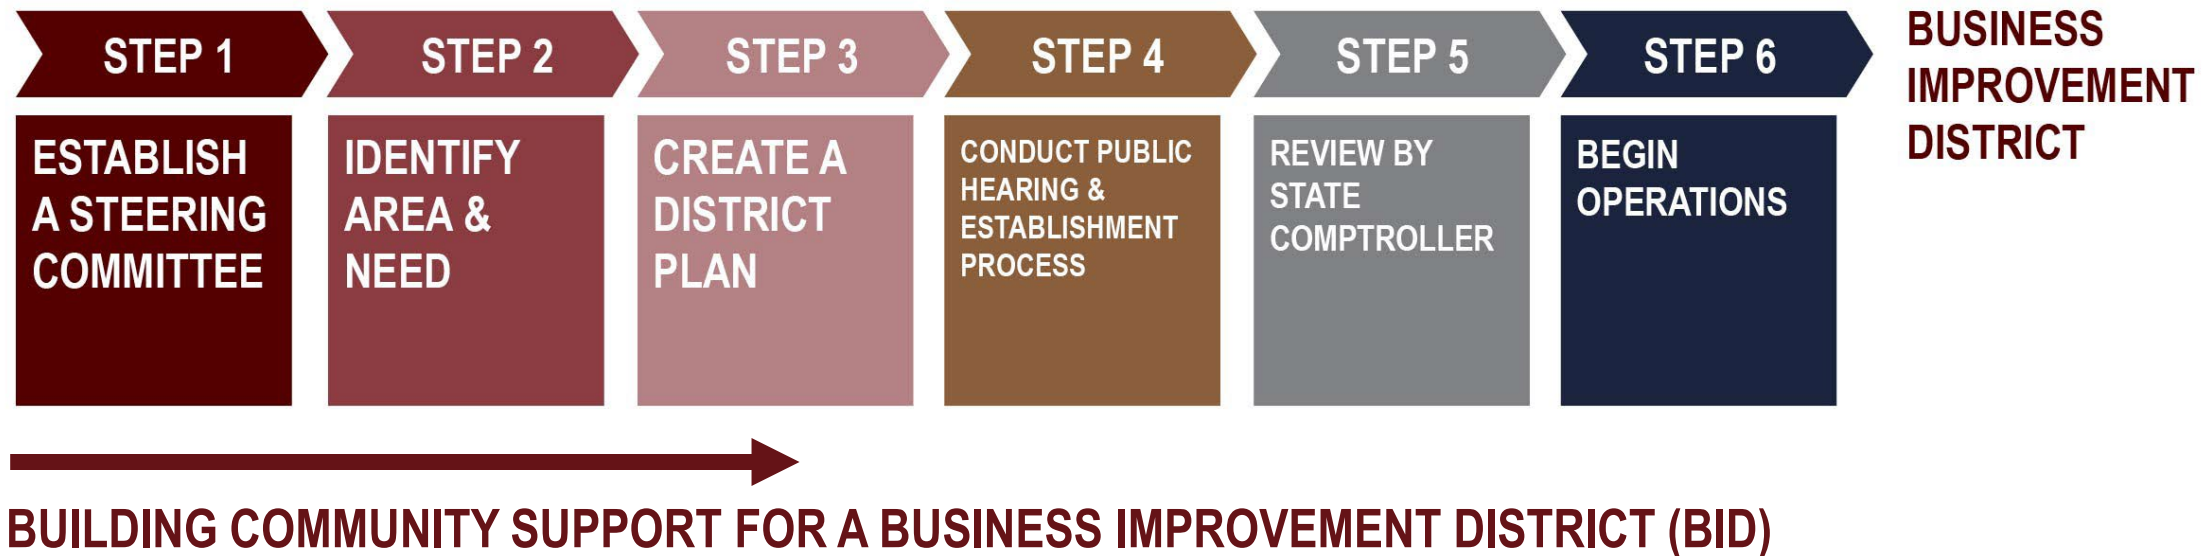 STEP 1
ESTABLISH
A STEERING
COMMITTEE
STEP 2
IDENTIFY
AREA &
NEED
STEP 3
CREATE A
DISTRICT
PLAN
STEP 4
CONDUCT PUBLIC
HEARING &
ESTABLISHMENT
PROCESS
STEP 5
REVIEW BY
STATE
COMPTROLLER
STEP 6
BEGIN
OPERATIONS
BUSINESS
IMPROVEMENT
DISTRICT
BUILDING COMMUNITY SUPPORT FOR A BUSINESS IMPROVEMENT DISTRICT (BID)